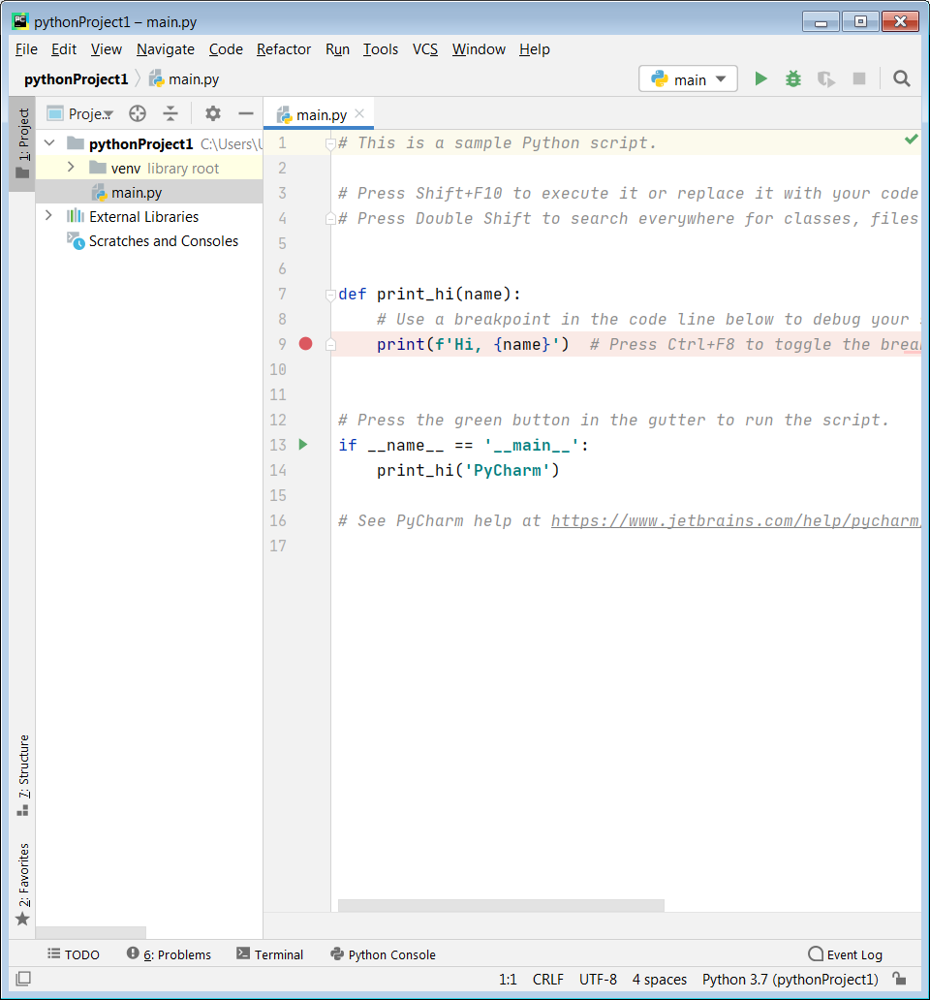 pythonProject1 – main.py
File Edit View Navigate Code Refactor Run Tools VCS Window Help
pythonProject1 main.py main
1: Project
Proje...
main.py
pythonProject1 C:\Users\
venv library root
main.py
External Libraries
Scratches and Consoles
1 # This is a sample Python script.
2
3 # Press Shift+F10 to execute it or replace it with your code
4 # Press Double Shift to search everywhere for classes, files
5
6
7 def print_hi(name):
8 # Use a breakpoint in the code line below to debug your
9 print(f'Hi, {name}') # Press Ctrl+F8 to toggle the brea
10
11
12 # Press the green button in the gutter to run the script.
13 if __name__ == '__main__':
14 print_hi('PyCharm')
15
16 # See PyCharm help at https://www.jetbrains.com/help/pycharm/
17
7: Structure
2: Favorites
TODO 6: Problems Terminal Python Console Event Log
1:1 CRLF UTF-8 4 spaces Python 3.7 (pythonProject1)